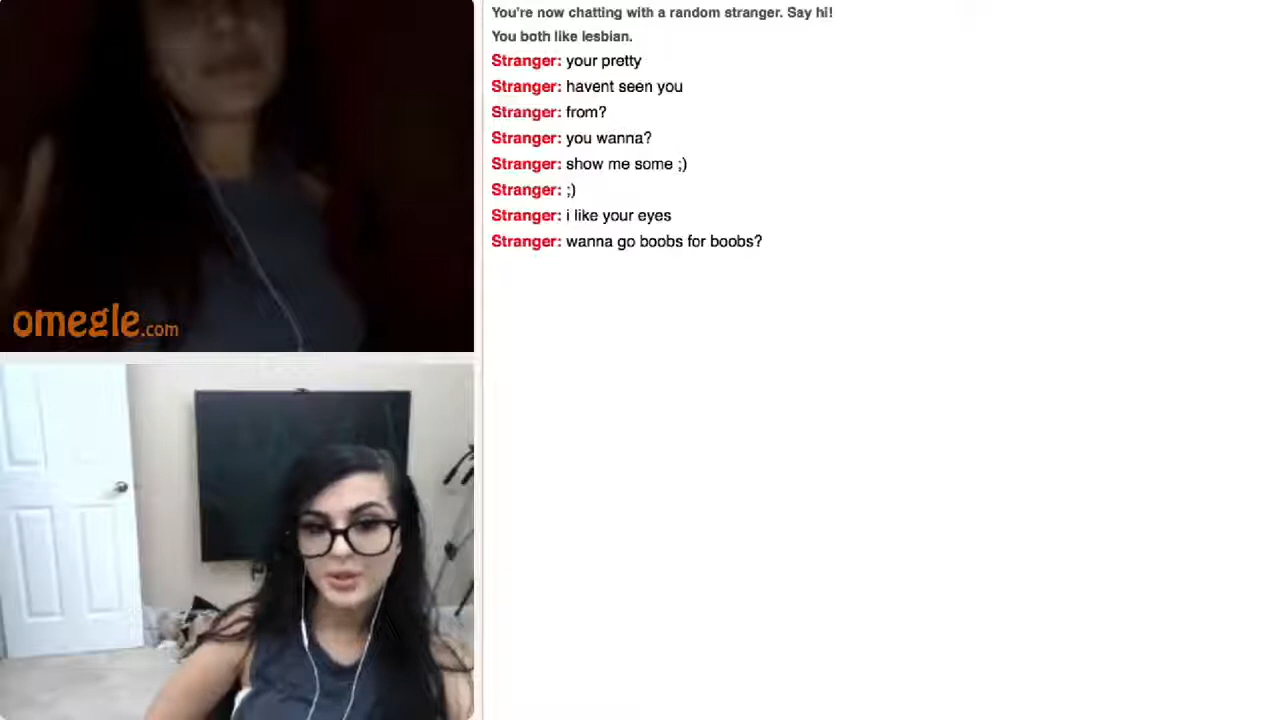 You're now chatting with a random stranger. Say hi!
You both like lesbian.
Stranger: your pretty
Stranger: havent seen you
Stranger: from?
Stranger: you wanna?
Stranger: show me some ;)
Stranger: ;)
Stranger: i like your eyes
Stranger: wanna go boobs for boobs?
omegle.com